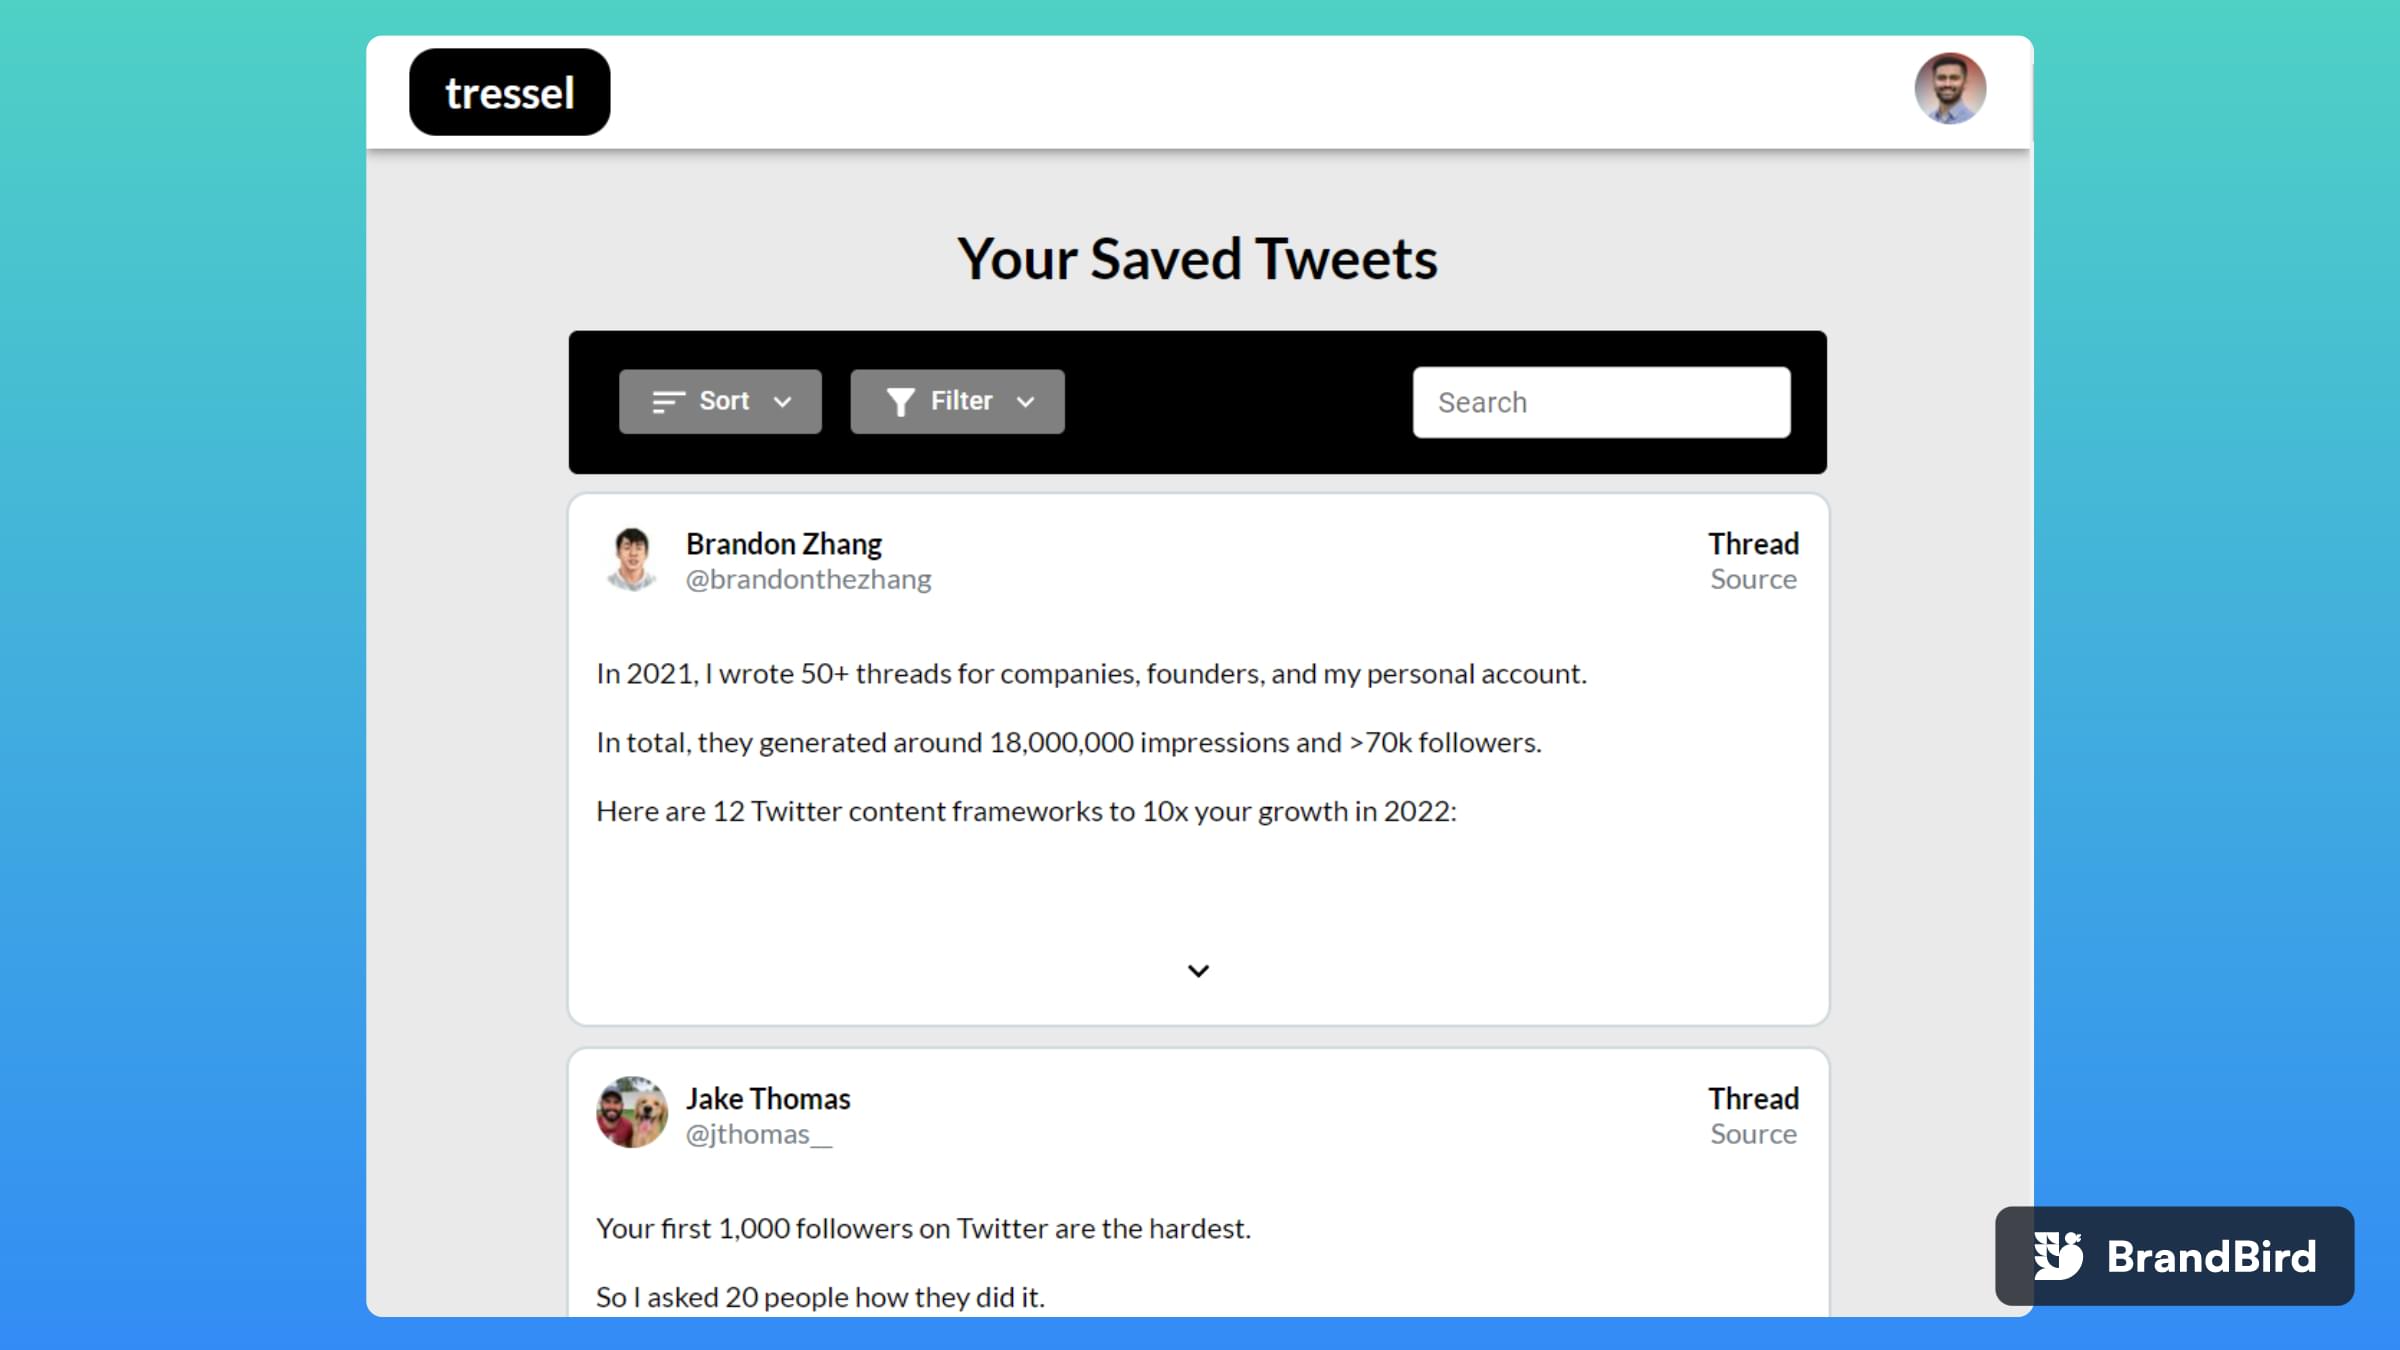 tressel
Your Saved Tweets
Sort
Filter
Search
Brandon Zhang
@brandonthezhang
Thread
Source
In 2021, I wrote 50+ threads for companies, founders, and my personal account.
In total, they generated around 18,000,000 impressions and >70k followers.
Here are 12 Twitter content frameworks to 10x your growth in 2022:
Jake Thomas
@jthomas__
Thread
Source
Your first 1,000 followers on Twitter are the hardest.
So I asked 20 people how they did it.
BrandBird